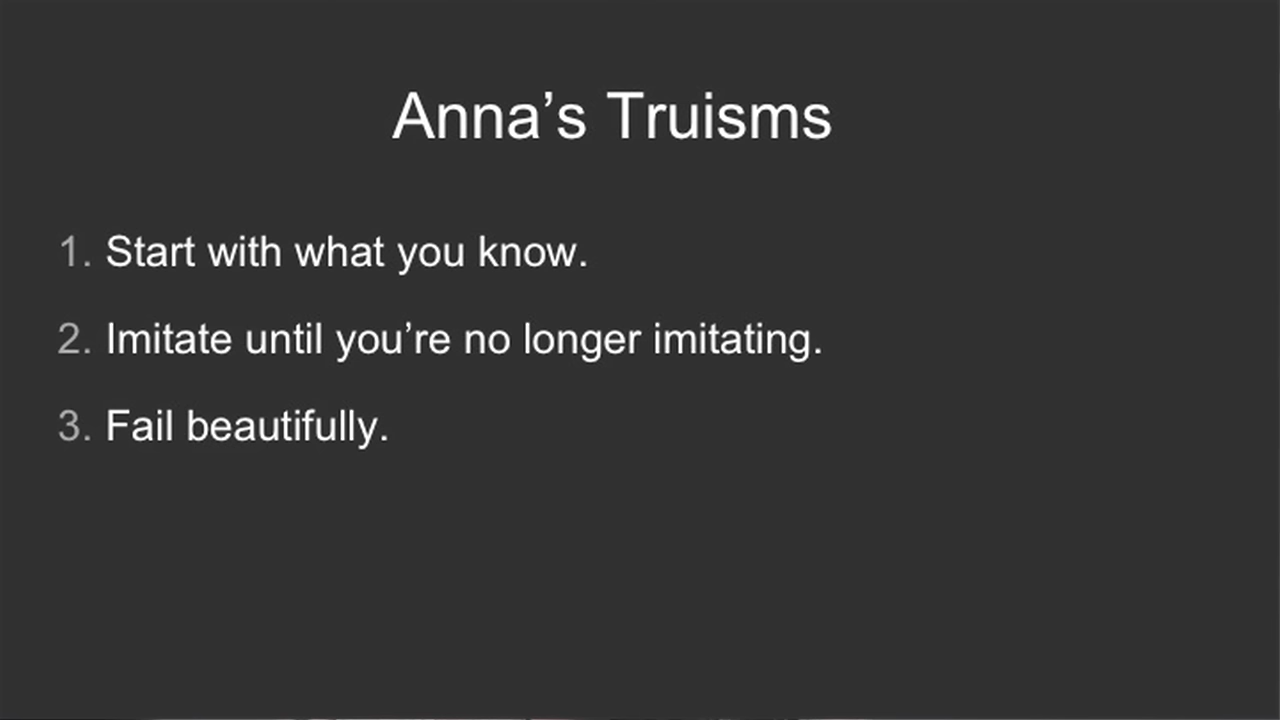 Anna’s Truisms
1. Start with what you know.
2. Imitate until you’re no longer imitating.
3. Fail beautifully.